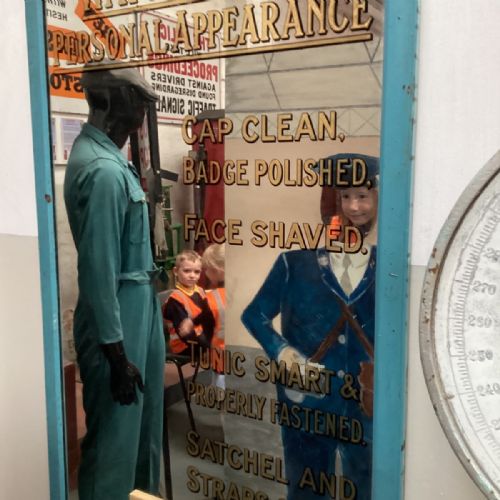 PERSONAL APPEARANCE
CAP CLEAN,
BADGE POLISHED,
FACE SHAVED.
TUNIC SMART &
PROPERLY FASTENED.
SATCHEL AND
STRAPS
PROCEEDINGS
AGAINST DRIVERS
FOUND DISREGARDING
TRAFFIC SIGNALS
270
260
250
240